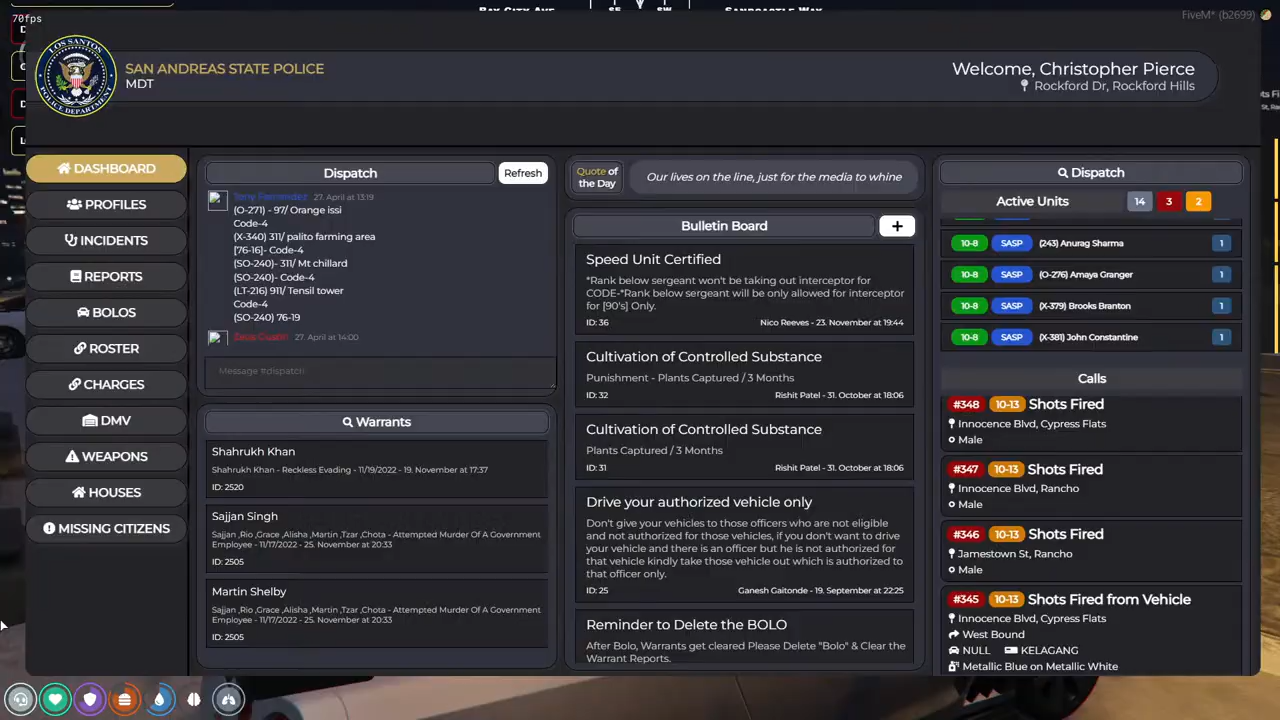 70fps
BAY CITY AVE
SE
SW
SANDCASTLE WAY
FiveM* (b2699)
LOS SANTOS
POLICE DEPARTMENT
SAN ANDREAS STATE POLICE
MDT
Welcome, Christopher Pierce
Rockford Dr, Rockford Hills
DASHBOARD
PROFILES
INCIDENTS
REPORTS
BOLOS
ROSTER
CHARGES
DMV
WEAPONS
HOUSES
MISSING CITIZENS
Dispatch
Refresh
27. April at 13:19
(O-271) - 97/ Orange issi
Code-4
(X-340) 311/ palito farming area
[76-16]- Code-4
(SO-240)- 311/ Mt chillard
(SO-240)- Code-4
(LT-216) 911/ Tensil tower
Code-4
(SO-240) 76-19
27. April at 14:00
Message #dispatch
Warrants
Shahrukh Khan
Shahrukh Khan - Reckless Evading - 11/19/2022 - 19. November at 17:37
ID: 2520
Sajjan Singh
Sajjan ,Rio ,Grace ,Alisha ,Martin ,Tzar ,Chota - Attempted Murder Of A Government
Employee - 11/17/2022 - 25. November at 20:33
ID: 2505
Martin Shelby
Sajjan ,Rio ,Grace ,Alisha ,Martin ,Tzar ,Chota - Attempted Murder Of A Government
Employee - 11/17/2022 - 25. November at 20:33
ID: 2505
Quote of
the Day
Our lives on the line, just for the media to whine
Bulletin Board
+
Speed Unit Certified
*Rank below sergeant won't be taking out interceptor for
CODE-*Rank below sergeant will be only allowed for interceptor
for [90's] Only.
ID: 36
Nico Reeves - 23. November at 19:44
Cultivation of Controlled Substance
Punishment - Plants Captured / 3 Months
ID: 32
Rishit Patel - 31. October at 18:06
Cultivation of Controlled Substance
Plants Captured / 3 Months
ID: 31
Rishit Patel - 31. October at 18:06
Drive your authorized vehicle only
Don't give your vehicles to those officers who are not eligible
and not authorized for those vehicles, if you don't want to drive
your vehicle and there is an officer but he is not authorized for
that vehicle kindly take those vehicle out which is authorized to
that officer only.
ID: 25
Ganesh Gaitonde - 19. September at 22:25
Reminder to Delete the BOLO
After Bolo, Warrants get cleared Please Delete "Bolo" & Clear the
Warrant Reports.
Dispatch
Active Units
14
3
2
10-8 SASP (243) Anurag Sharma 1
10-8 SASP (O-276) Amaya Granger 1
10-8 SASP (X-379) Brooks Branton 1
10-8 SASP (X-381) John Constantine 1
Calls
#348 10-13 Shots Fired
Innocence Blvd, Cypress Flats
Male
#347 10-13 Shots Fired
Innocence Blvd, Rancho
Male
#346 10-13 Shots Fired
Jamestown St, Rancho
Male
#345 10-13 Shots Fired from Vehicle
Innocence Blvd, Cypress Flats
West Bound
NULL KELAGANG
Metallic Blue on Metallic White